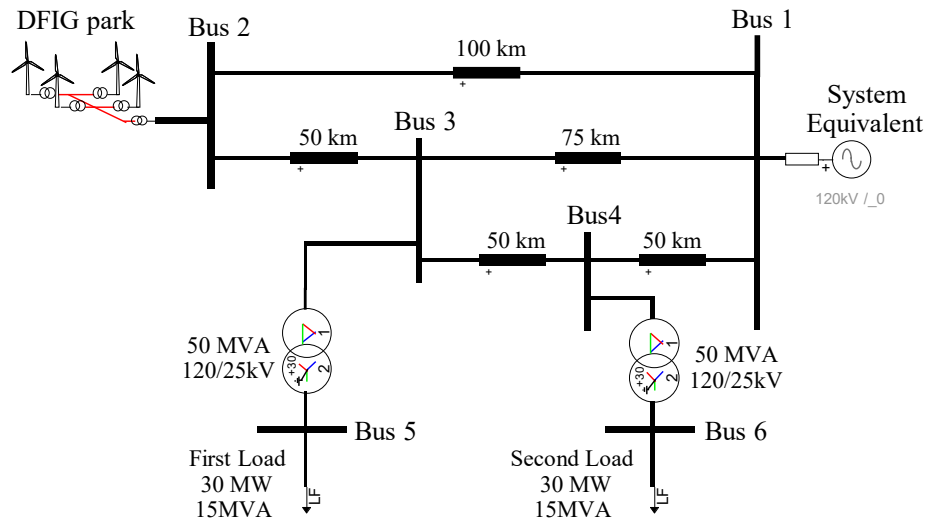 DFIG park
Bus 2
Bus 1
100 km
System
Equivalent
+
Bus 3
50 km
75 km
+
+
+
120kV /_0
Bus4
50 km
50 km
+
+
1
2
+30
50 MVA
120/25kV
1
2
+30
50 MVA
120/25kV
Bus 5
Bus 6
First Load
30 MW
15MVA
LF
Second Load
30 MW
15MVA
LF